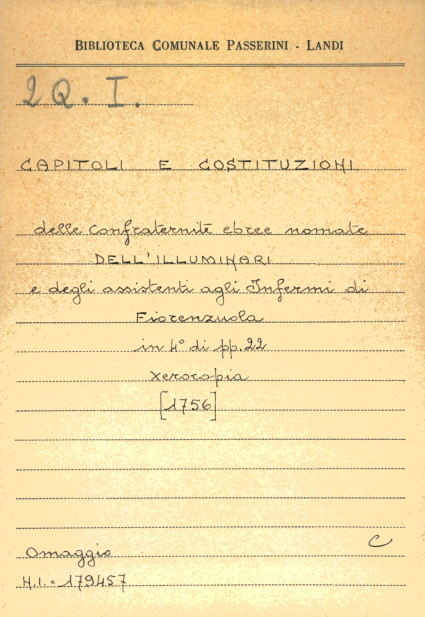 BIBLIOTECA COMUNALE PASSERINI - LANDI
2Q. I.
CAPITOLI E COSTITUZIONI
delle Confraternite ebree nomate
DELL'ILLUMINARI
e degli assistenti agli Infermi di
Fiorenzuola
in 4° di pp. 22
xerocopia
[1756]
C
Omaggio
N.I. = 179457